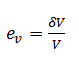 e_v = δV / V